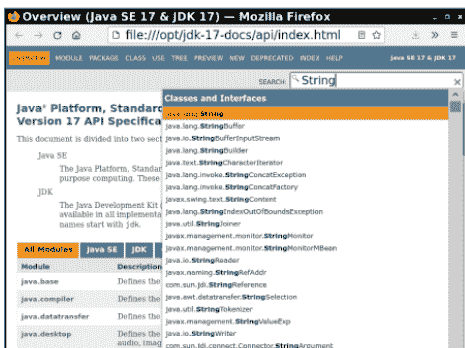 Overview (Java SE 17 & JDK 17) — Mozilla Firefox
file:///opt/jdk-17-docs/api/index.html
OVERVIEW MODULE PACKAGE CLASS USE TREE PREVIEW NEW DEPRECATED INDEX HELP Java SE 17 & JDK 17
SEARCH: String
Classes and Interfaces
java.lang.String
java.lang.StringBuffer
java.io.StringBufferInputStream
java.lang.StringBuilder
java.text.StringCharacterIterator
java.lang.invoke.StringConcatException
java.lang.invoke.StringConcatFactory
javax.swing.text.StringContent
java.lang.StringIndexOutOfBoundsException
java.util.StringJoiner
javax.management.monitor.StringMonitor
javax.management.monitor.StringMonitorMBean
java.io.StringReader
javax.naming.StringRefAddr
com.sun.jdi.StringReference
java.awt.datatransfer.StringSelection
java.util.StringTokenizer
javax.management.StringValueExp
java.io.StringWriter
com.sun.jdi.connect.Connector.StringArgument
Java® Platform, Standard
Version 17 API Specifica
This document is divided into two sect
Java SE
The Java Platform, Standar
purpose computing. These
JDK
The Java Development Kit (
available in all implementa
names start with jdk.
All Modules Java SE JDK
Module Description
java.base Defines the
java.compiler Defines the
java.datatransfer Defines the
java.desktop Defines the
audio, imag